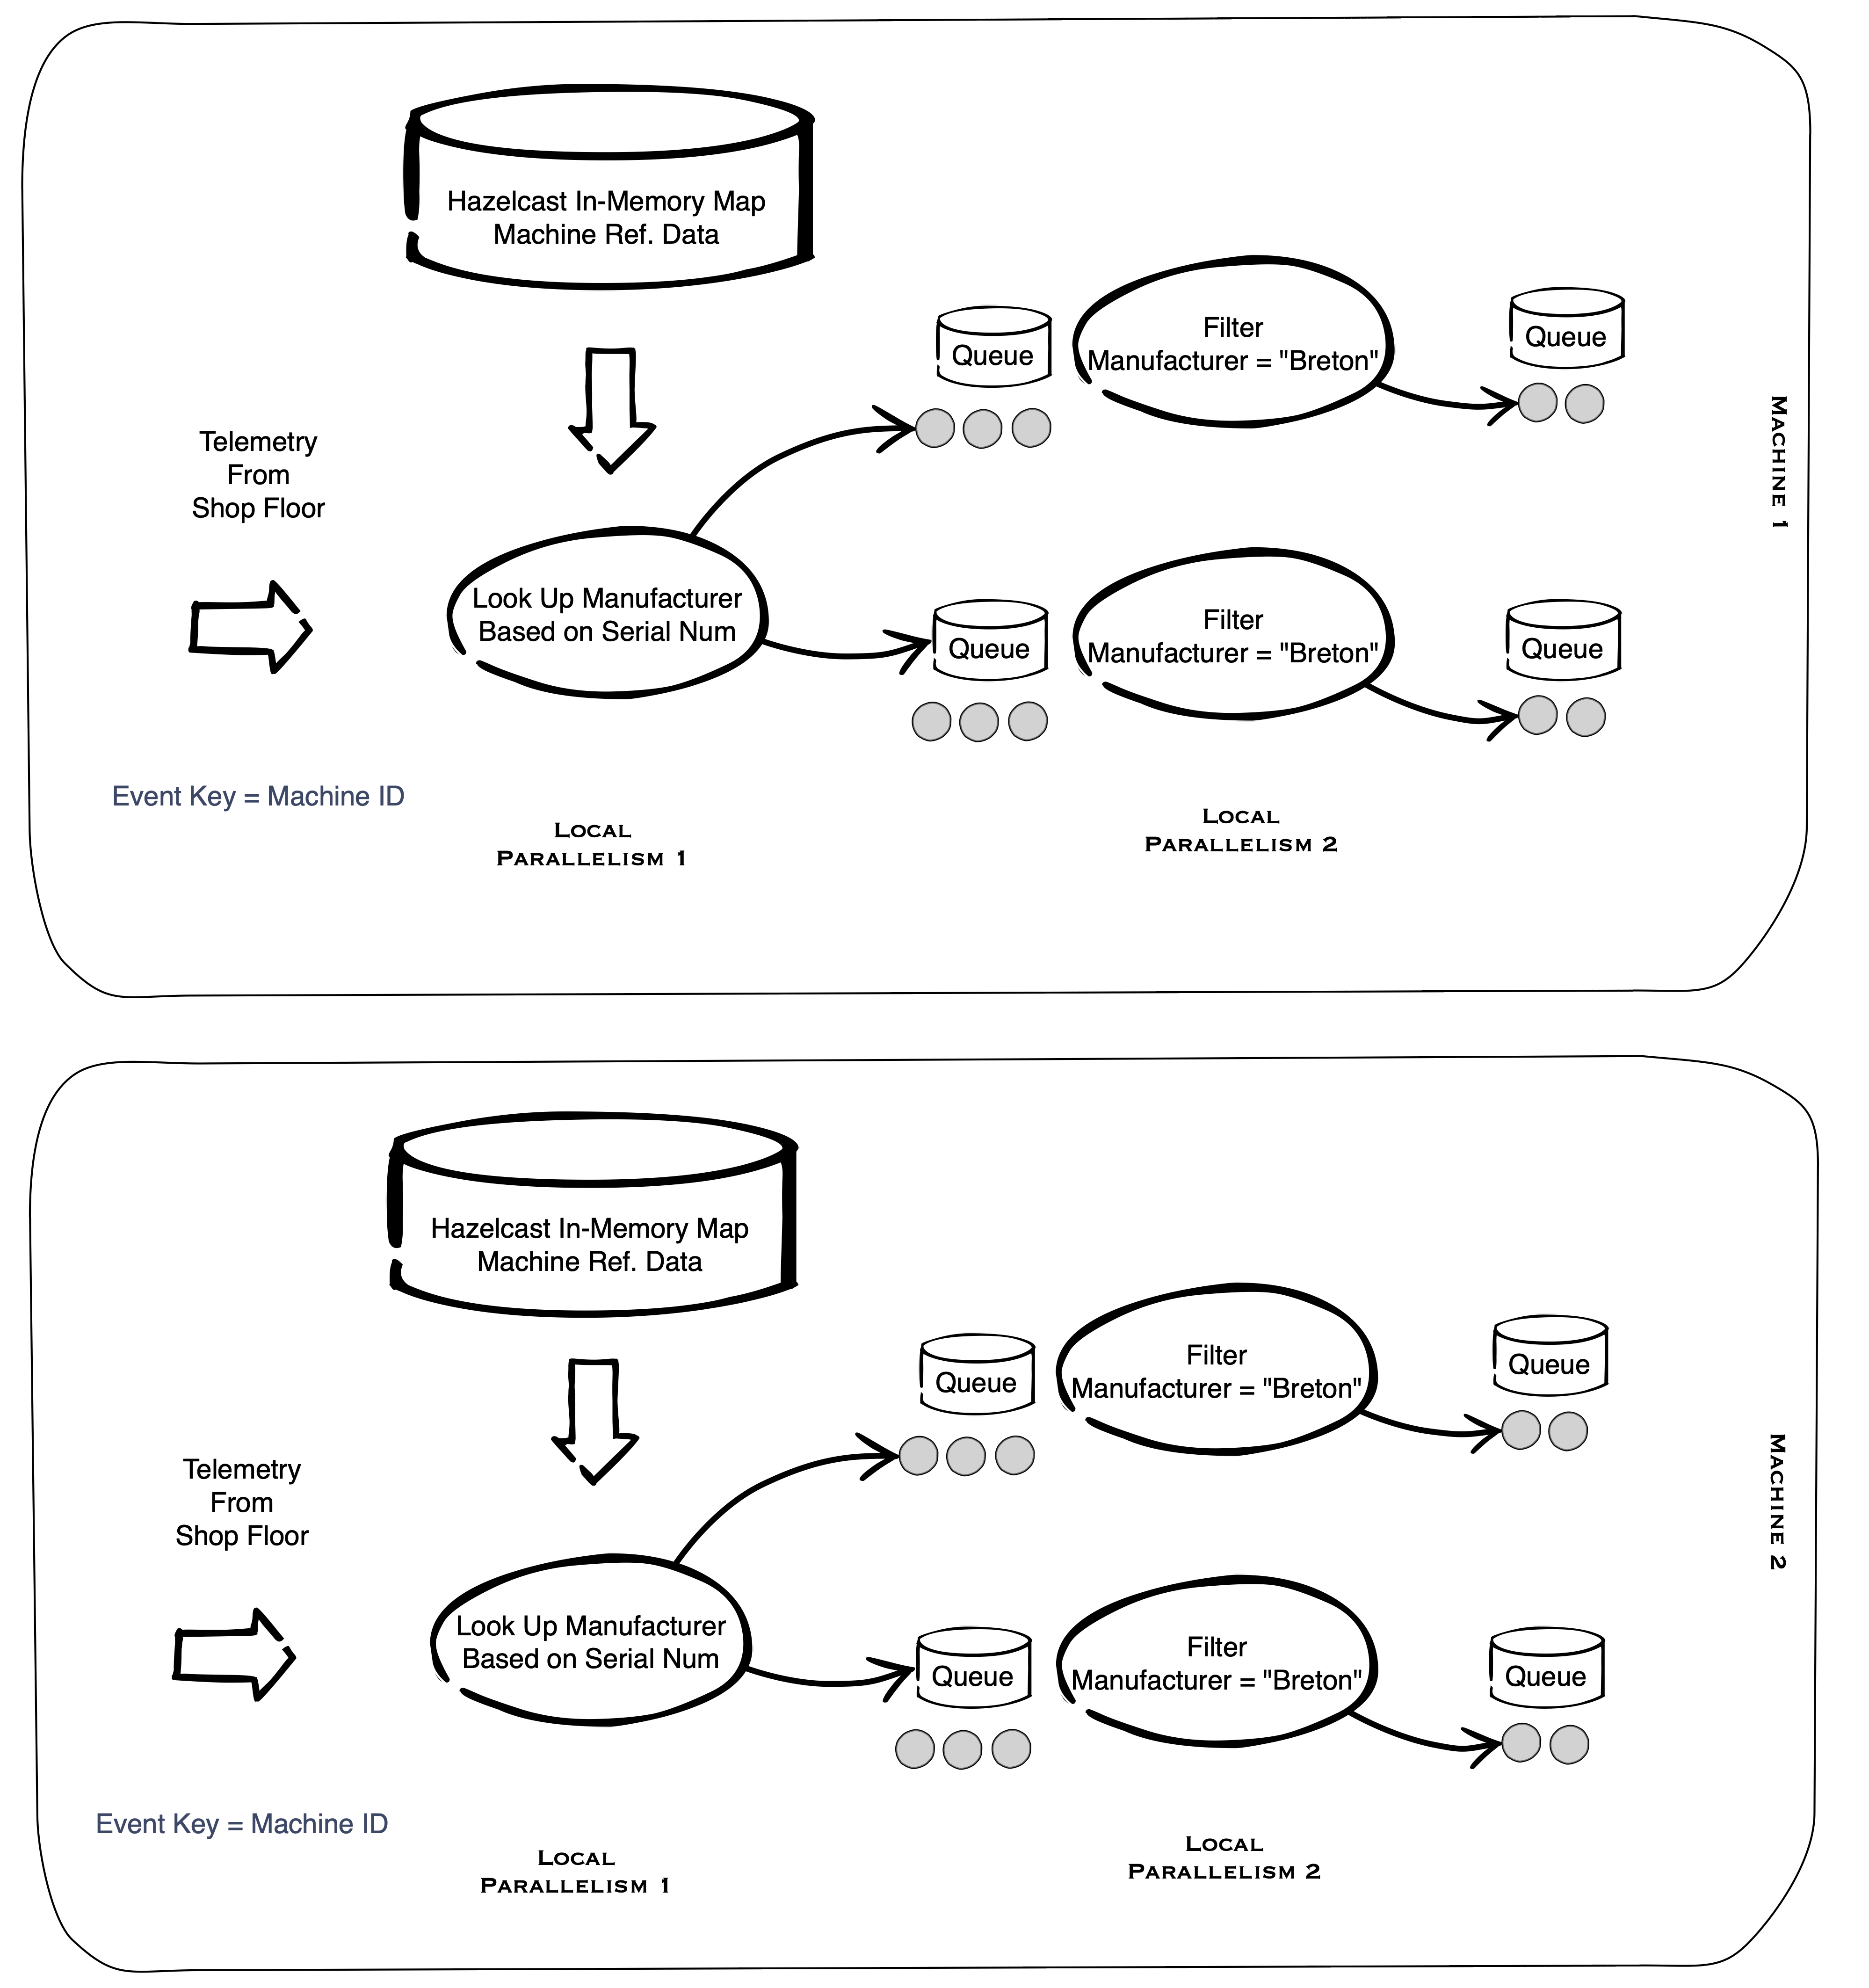 Hazelcast In-Memory Map
Machine Ref. Data
Queue
Filter
Manufacturer = "Breton"
Queue
Telemetry
From
Shop Floor
Look Up Manufacturer
Based on Serial Num
Queue
Filter
Manufacturer = "Breton"
Queue
Machine 1
Event Key = Machine ID
Local
Parallelism 1
Local
Parallelism 2
Hazelcast In-Memory Map
Machine Ref. Data
Queue
Filter
Manufacturer = "Breton"
Queue
Telemetry
From
Shop Floor
Look Up Manufacturer
Based on Serial Num
Queue
Filter
Manufacturer = "Breton"
Queue
Machine 2
Event Key = Machine ID
Local
Parallelism 1
Local
Parallelism 2